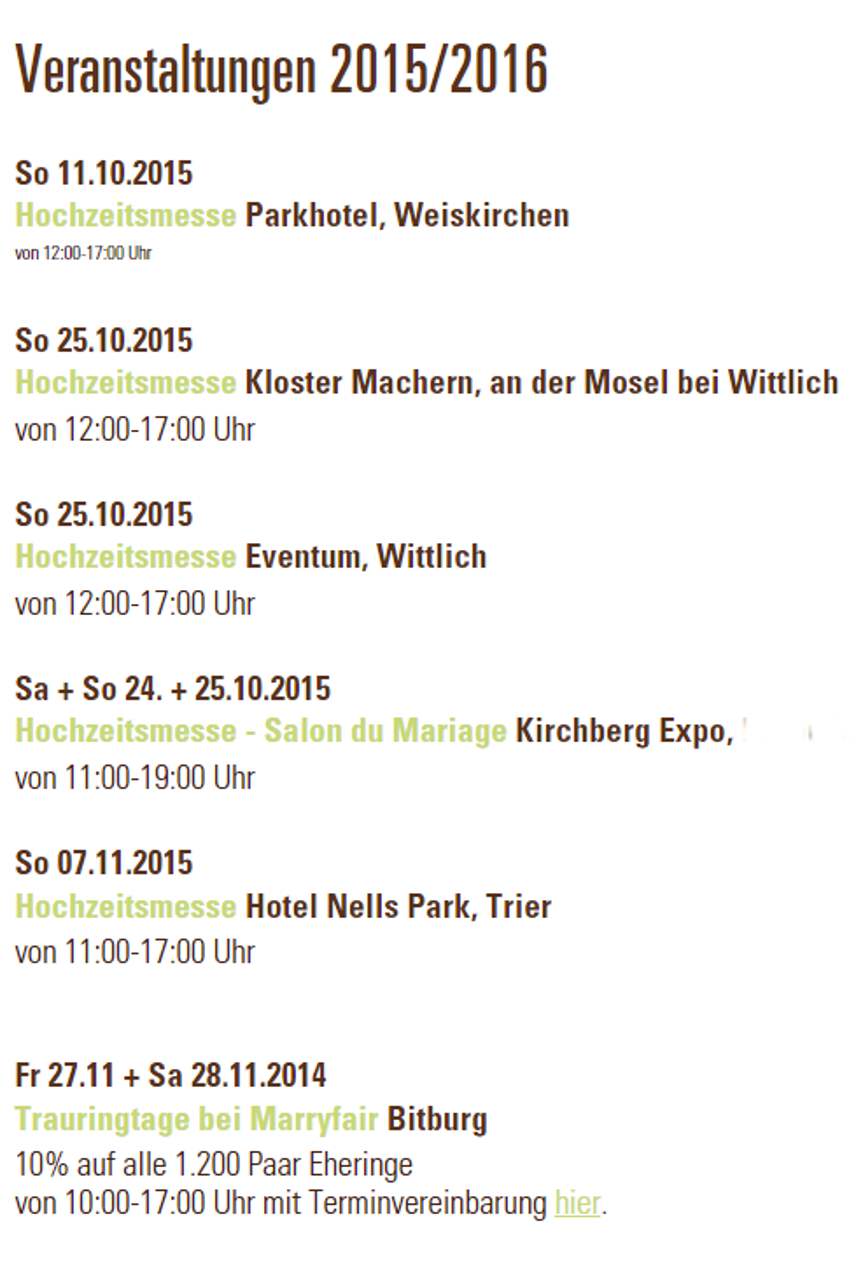 Veranstaltungen 2015/2016
So 11.10.2015
Hochzeitsmesse Parkhotel, Weiskirchen
von 12:00-17:00 Uhr
So 25.10.2015
Hochzeitsmesse Kloster Machern, an der Mosel bei Wittlich
von 12:00-17:00 Uhr
So 25.10.2015
Hochzeitsmesse Eventum, Wittlich
von 12:00-17:00 Uhr
Sa + So 24. + 25.10.2015
Hochzeitsmesse - Salon du Mariage Kirchberg Expo,
von 11:00-19:00 Uhr
So 07.11.2015
Hochzeitsmesse Hotel Nells Park, Trier
von 11:00-17:00 Uhr
Fr 27.11 + Sa 28.11.2014
Trauringtage bei Marryfair Bitburg
10% auf alle 1.200 Paar Eheringe
von 10:00-17:00 Uhr mit Terminvereinbarung hier.